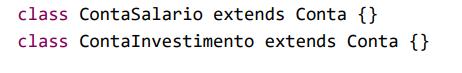 class ContaSalario extends Conta {}
class ContaInvestimento extends Conta {}